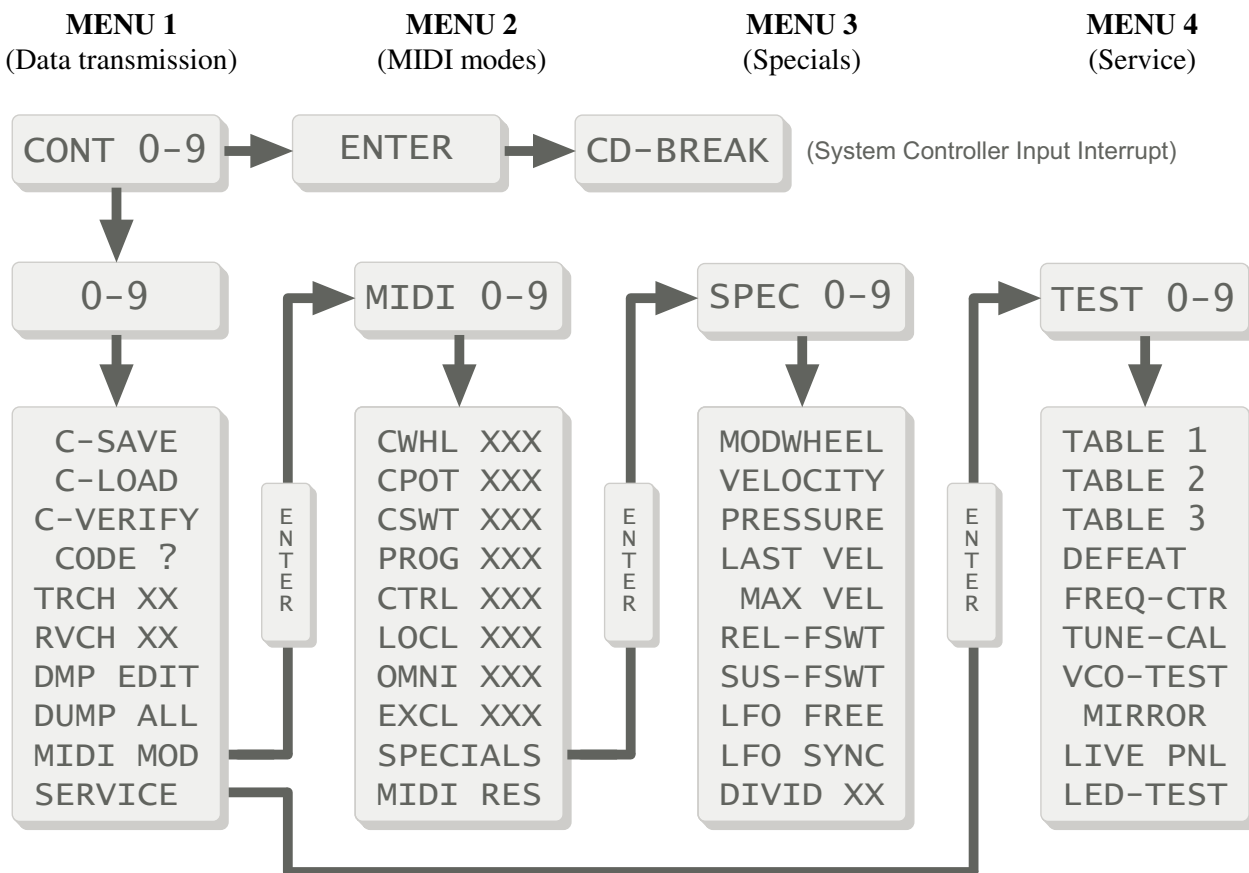 MENU 1
(Data transmission)
MENU 2
(MIDI modes)
MENU 3
(Specials)
MENU 4
(Service)
CONT 0-9
ENTER
CD-BREAK
(System Controller Input Interrupt)
0-9
MIDI 0-9
SPEC 0-9
TEST 0-9
C-SAVE
C-LOAD
C-VERIFY
CODE ?
TRCH XX
RVCH XX
DMP EDIT
DUMP ALL
MIDI MOD
SERVICE
ENTER
CWHL XXX
CPOT XXX
CSWT XXX
PROG XXX
CTRL XXX
LOCL XXX
OMNI XXX
EXCL XXX
SPECIALS
MIDI RES
ENTER
MODWHEEL
VELOCITY
PRESSURE
LAST VEL
MAX VEL
REL-FSWT
SUS-FSWT
LFO FREE
LFO SYNC
DIVID XX
ENTER
TABLE 1
TABLE 2
TABLE 3
DEFEAT
FREQ-CTR
TUNE-CAL
VCO-TEST
MIRROR
LIVE PNL
LED-TEST